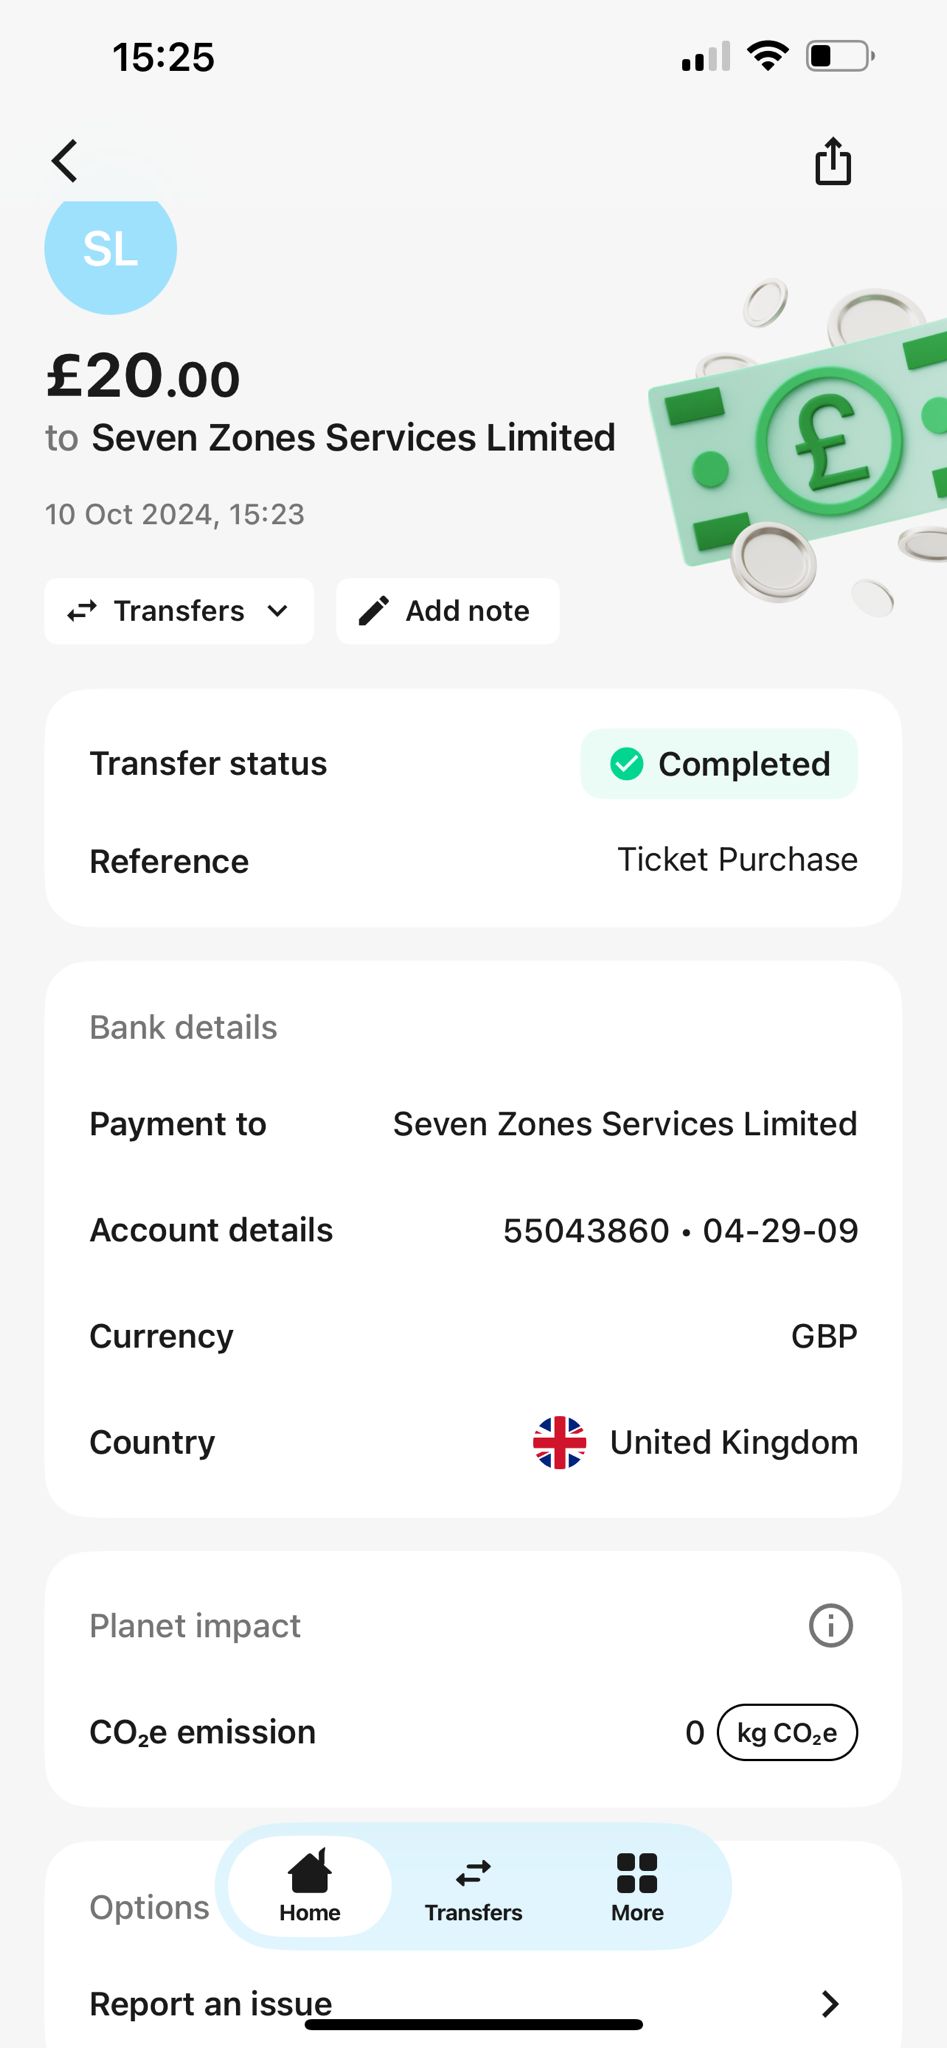 15:25
SL
£20.00
to Seven Zones Services Limited
10 Oct 2024, 15:23
Transfers
Add note
Transfer status
Completed
Reference
Ticket Purchase
Bank details
Payment to
Seven Zones Services Limited
Account details
55043860 • 04-29-09
Currency
GBP
Country
United Kingdom
Planet impact
CO₂e emission
0 kg CO₂e
Options
Home
Transfers
More
Report an issue